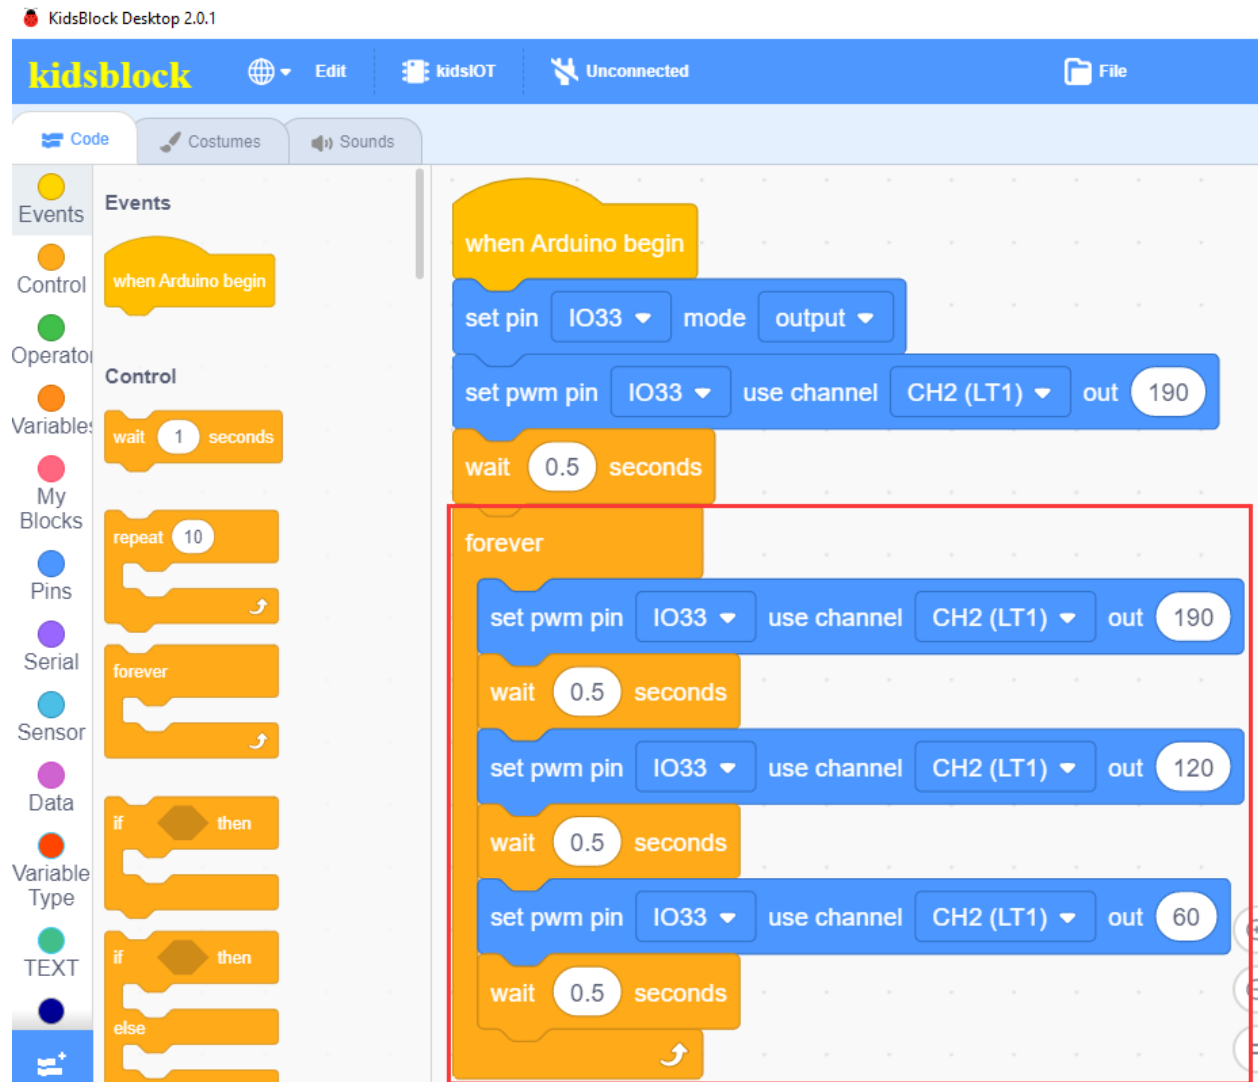 KidsBlock Desktop 2.0.1
kidsblock Edit kidsIOT Unconnected File
Code Costumes Sounds
Events
Control
Operator
Variables
My
Blocks
Pins
Serial
Sensor
Data
Variable
Type
TEXT
Events
when Arduino begin
Control
wait 1 seconds
repeat 10
forever
if then
if then
else
when Arduino begin
set pin IO33 mode output
set pwm pin IO33 use channel CH2 (LT1) out 190
wait 0.5 seconds
forever
set pwm pin IO33 use channel CH2 (LT1) out 190
wait 0.5 seconds
set pwm pin IO33 use channel CH2 (LT1) out 120
wait 0.5 seconds
set pwm pin IO33 use channel CH2 (LT1) out 60
wait 0.5 seconds